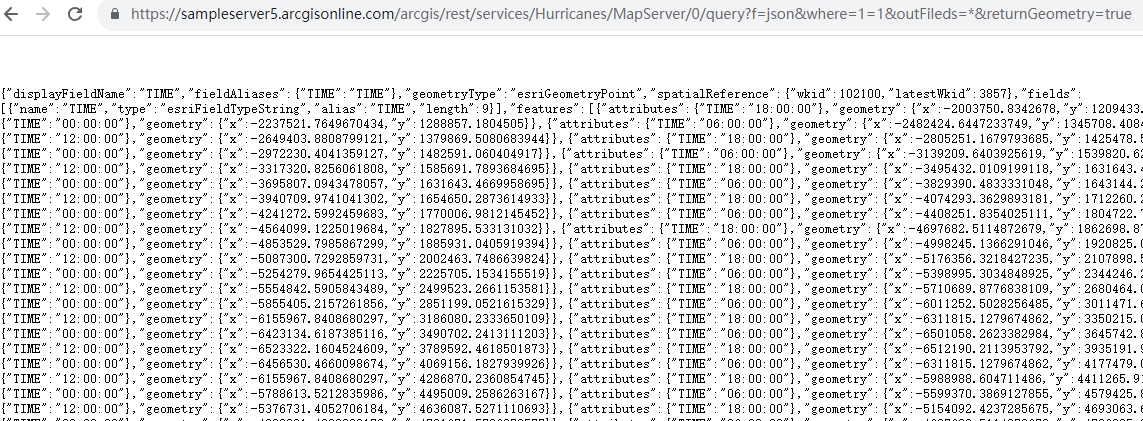 https://sampleserver5.arcgisonline.com/arcgis/rest/services/Hurricanes/MapServer/0/query?f=json&where=1=1&outFileds=*&returnGeometry=true
{"displayFieldName":"TIME","fieldAliases":{"TIME":"TIME"},"geometryType":"esriGeometryPoint","spatialReference":{"wkid":102100,"latestWkid":3857},"fields":
[{"name":"TIME","type":"esriFieldTypeString","alias":"TIME","length":9}],"features":[{"attributes":{"TIME":"18:00:00"},"geometry":{"x":-2003750.8342678,"y":1209433.
{"TIME":"00:00:00"},"geometry":{"x":-2237521.7649670434,"y":1288857.1804505}},{"attributes":{"TIME":"06:00:00"},"geometry":{"x":-2482424.6447233749,"y":1345708.408
{"TIME":"12:00:00"},"geometry":{"x":-2649403.8808799121,"y":1379869.5080683944}},{"attributes":{"TIME":"18:00:00"},"geometry":{"x":-2805251.1679793685,"y":1425478.8
{"TIME":"00:00:00"},"geometry":{"x":-2972230.4041359127,"y":1482591.060404917}},{"attributes":{"TIME":"06:00:00"},"geometry":{"x":-3139209.6403925619,"y":1539820.62
{"TIME":"12:00:00"},"geometry":{"x":-3317320.8256061808,"y":1585691.7893684695}},{"attributes":{"TIME":"18:00:00"},"geometry":{"x":-3495432.0109199118,"y":1631643.4
{"TIME":"00:00:00"},"geometry":{"x":-3695807.0943478057,"y":1631643.4669958695}},{"attributes":{"TIME":"06:00:00"},"geometry":{"x":-3829390.4833331048,"y":1643144.1
{"TIME":"12:00:00"},"geometry":{"x":-3940709.9741041302,"y":1654650.2873614933}},{"attributes":{"TIME":"18:00:00"},"geometry":{"x":-4074293.3629893181,"y":1712260.2
{"TIME":"00:00:00"},"geometry":{"x":-4241272.5992459683,"y":1770006.9812145452}},{"attributes":{"TIME":"06:00:00"},"geometry":{"x":-4408251.8354025111,"y":1804722.
{"TIME":"12:00:00"},"geometry":{"x":-4564099.1225019684,"y":1827895.533131032}},{"attributes":{"TIME":"18:00:00"},"geometry":{"x":-4697682.5114872679,"y":1862698.87
{"TIME":"00:00:00"},"geometry":{"x":-4853529.7985867299,"y":1885931.0405919394}},{"attributes":{"TIME":"06:00:00"},"geometry":{"x":-4998245.1366291046,"y":1920825.0
{"TIME":"12:00:00"},"geometry":{"x":-5087300.7292859731,"y":2002463.7486639824}},{"attributes":{"TIME":"18:00:00"},"geometry":{"x":-5176356.3218427235,"y":2107898.5
{"TIME":"00:00:00"},"geometry":{"x":-5254279.9654425113,"y":2225705.1534155519}},{"attributes":{"TIME":"06:00:00"},"geometry":{"x":-5398995.3034848925,"y":2344246.
{"TIME":"12:00:00"},"geometry":{"x":-5554842.5905843489,"y":2499523.2661153581}},{"attributes":{"TIME":"18:00:00"},"geometry":{"x":-5710689.8776838109,"y":2680464.0
{"TIME":"00:00:00"},"geometry":{"x":-5855405.2157261856,"y":2851199.0521615329}},{"attributes":{"TIME":"06:00:00"},"geometry":{"x":-6011252.5028256485,"y":3011471.0
{"TIME":"12:00:00"},"geometry":{"x":-6155967.8408680297,"y":3186080.2333650109}},{"attributes":{"TIME":"18:00:00"},"geometry":{"x":-6311815.1279674862,"y":3350215.0
{"TIME":"00:00:00"},"geometry":{"x":-6423134.6187385116,"y":3490702.2413111203}},{"attributes":{"TIME":"06:00:00"},"geometry":{"x":-6501058.2623382984,"y":3645742.8
{"TIME":"12:00:00"},"geometry":{"x":-6523322.1604524609,"y":3789592.4618501873}},{"attributes":{"TIME":"18:00:00"},"geometry":{"x":-6512190.2113953792,"y":3935191.9
{"TIME":"00:00:00"},"geometry":{"x":-6456530.4660098674,"y":4069156.1827939926}},{"attributes":{"TIME":"06:00:00"},"geometry":{"x":-6311815.1279674862,"y":4177479.0
{"TIME":"12:00:00"},"geometry":{"x":-6155967.8408680297,"y":4286870.2360854745}},{"attributes":{"TIME":"18:00:00"},"geometry":{"x":-5988988.604711486,"y":4411265.91
{"TIME":"00:00:00"},"geometry":{"x":-5788613.5212835986,"y":4495009.2586263167}},{"attributes":{"TIME":"06:00:00"},"geometry":{"x":-5599370.3869127855,"y":4579425.8
{"TIME":"12:00:00"},"geometry":{"x":-5376731.4052706184,"y":4636087.5271110693}},{"attributes":{"TIME":"18:00:00"},"geometry":{"x":-5154092.4237285675,"y":4693063.6